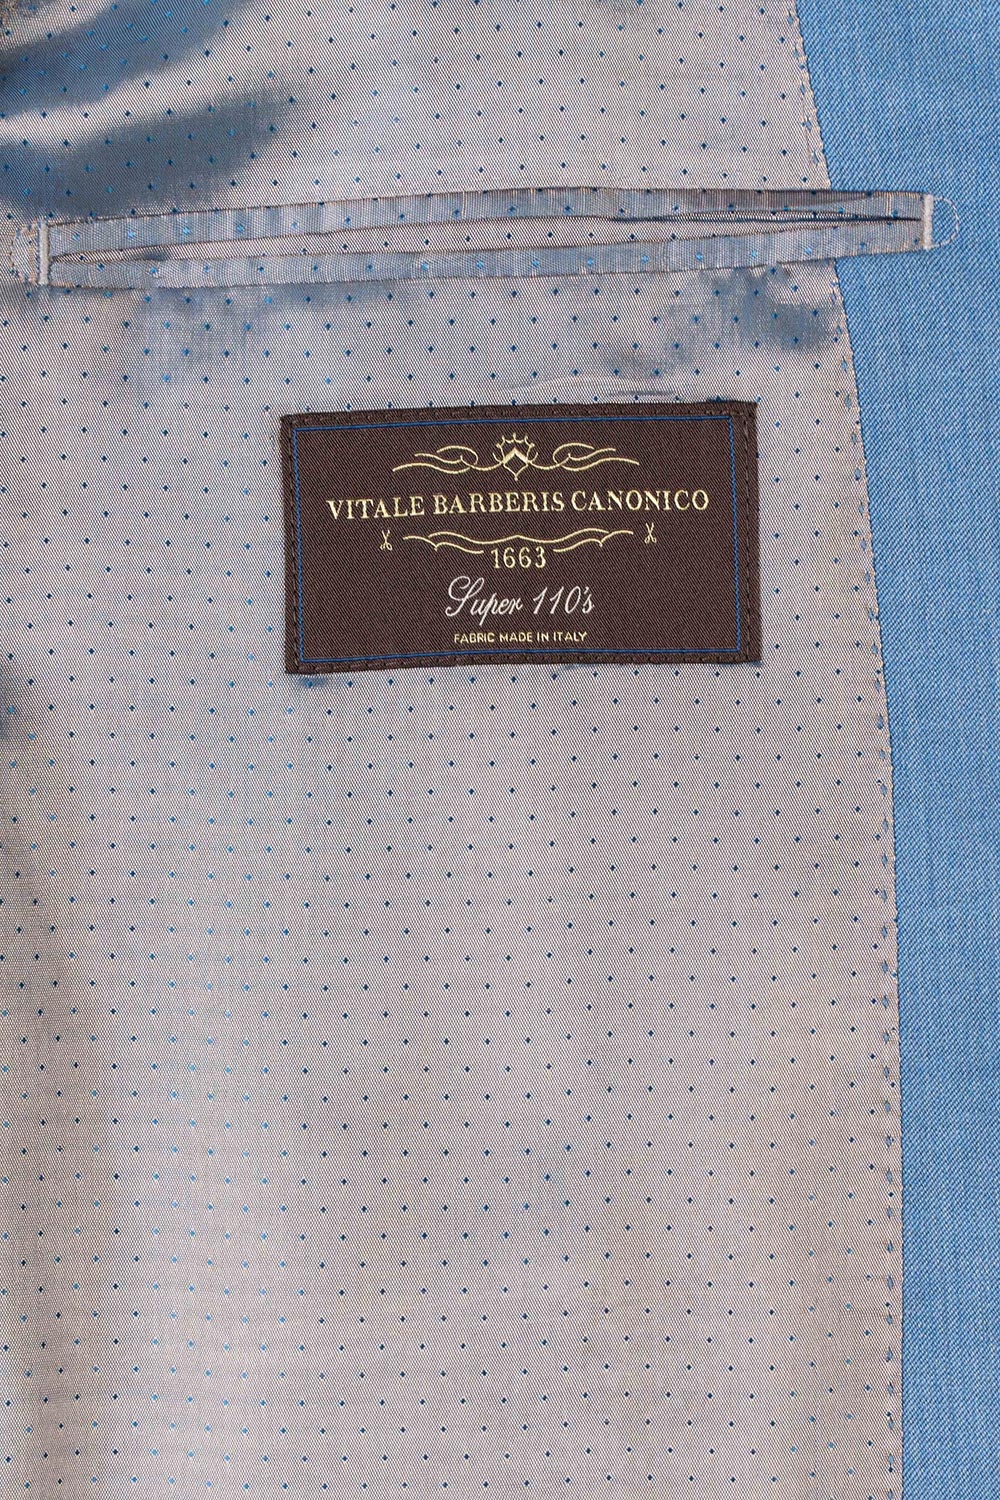 VITALE BARBERIS CANONICO
1663
Super 110's
FABRIC MADE IN ITALY